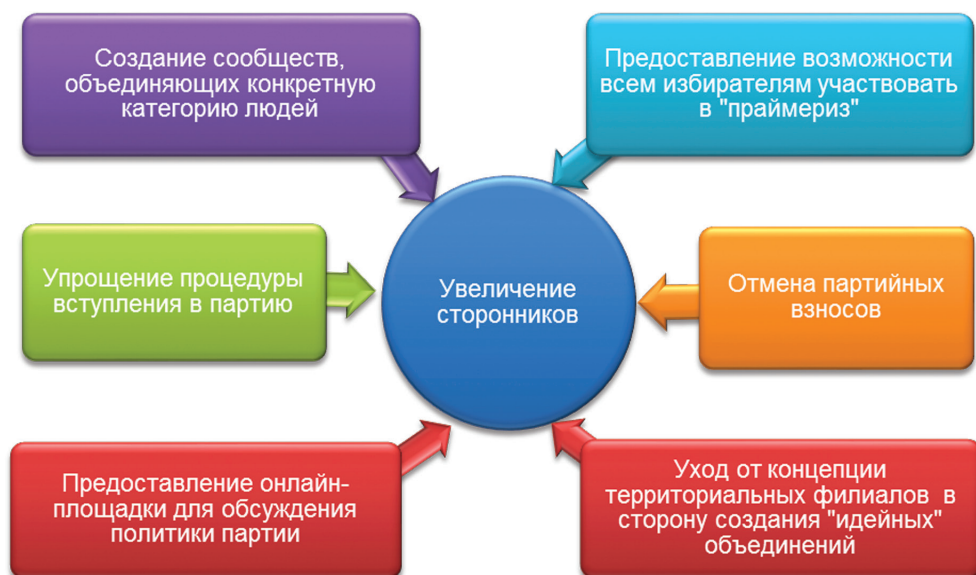 Создание сообществ,
объединяющих конкретную
категорию людей
Предоставление возможности
всем избирателям участвовать
в "праймериз"
Упрощение процедуры
вступления в партию
Увеличение
сторонников
Отмена партийных
взносов
Предоставление онлайн-
площадки для обсуждения
политики партии
Уход от концепции
территориальных филиалов в
сторону создания "идейных"
объединений